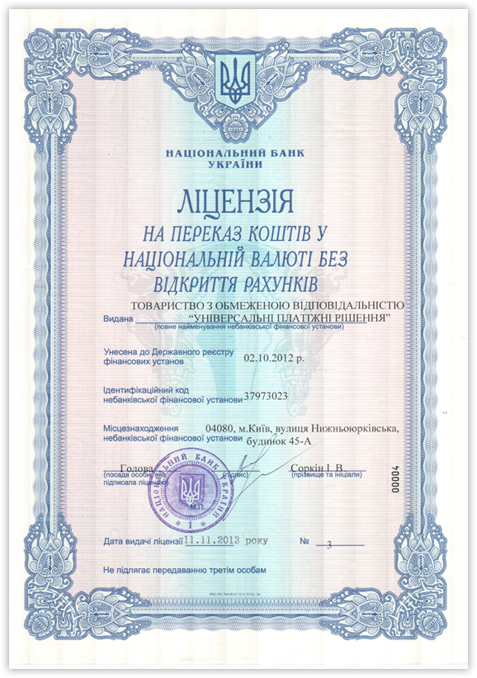 НАЦІОНАЛЬНИЙ БАНК
УКРАЇНИ
ЛІЦЕНЗІЯ
НА ПЕРЕКАЗ КОШТІВ У
НАЦІОНАЛЬНІЙ ВАЛЮТІ БЕЗ
ВІДКРИТТЯ РАХУНКІВ
ТОВАРИСТВО З ОБМЕЖЕНОЮ ВІДПОВІДАЛЬНІСТЮ
Видана "УНІВЕРСАЛЬНІ ПЛАТІЖНІ РІШЕННЯ"
(повне найменування небанківської фінансової установи)
Унесена до Державного реєстру
фінансових установ 02.10.2012 р.
Ідентифікаційний код
небанківської фінансової установи 37973023
Місцезнаходження 04080, м.Київ, вулиця Нижньоюрківська,
небанківської фінансової установи будинок 45-А
Голова Соркін І. В.
(посада особи, (підпис) (прізвище та ініціали)
підписала ліцензію)
00004
НАЦІОНАЛЬНИЙ БАНК УКРАЇНИ
М.П.
* 1 *
Дата видачі ліцензії 11.11.2013 року № 3
Не підлягає передаванню третім особам